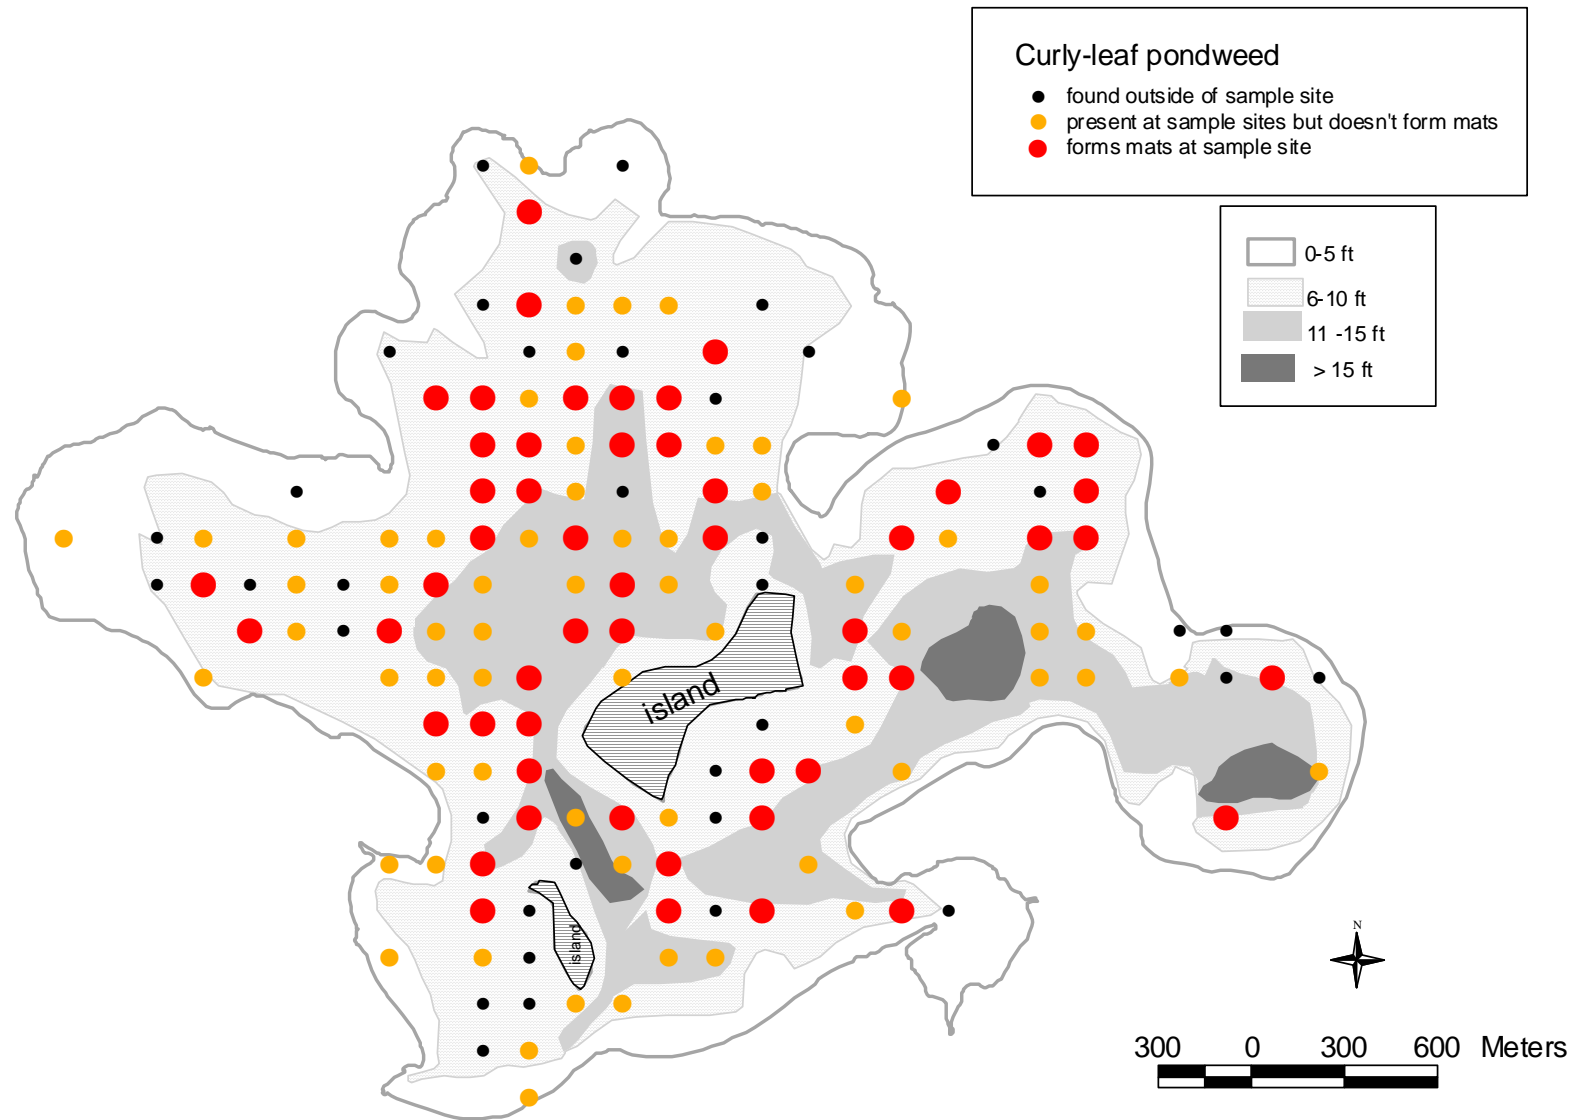 Curly-leaf pondweed
found outside of sample site
present at sample sites but doesn't form mats
forms mats at sample site
0-5 ft
6-10 ft
11 -15 ft
> 15 ft
island
island
N
300 0 300 600 Meters